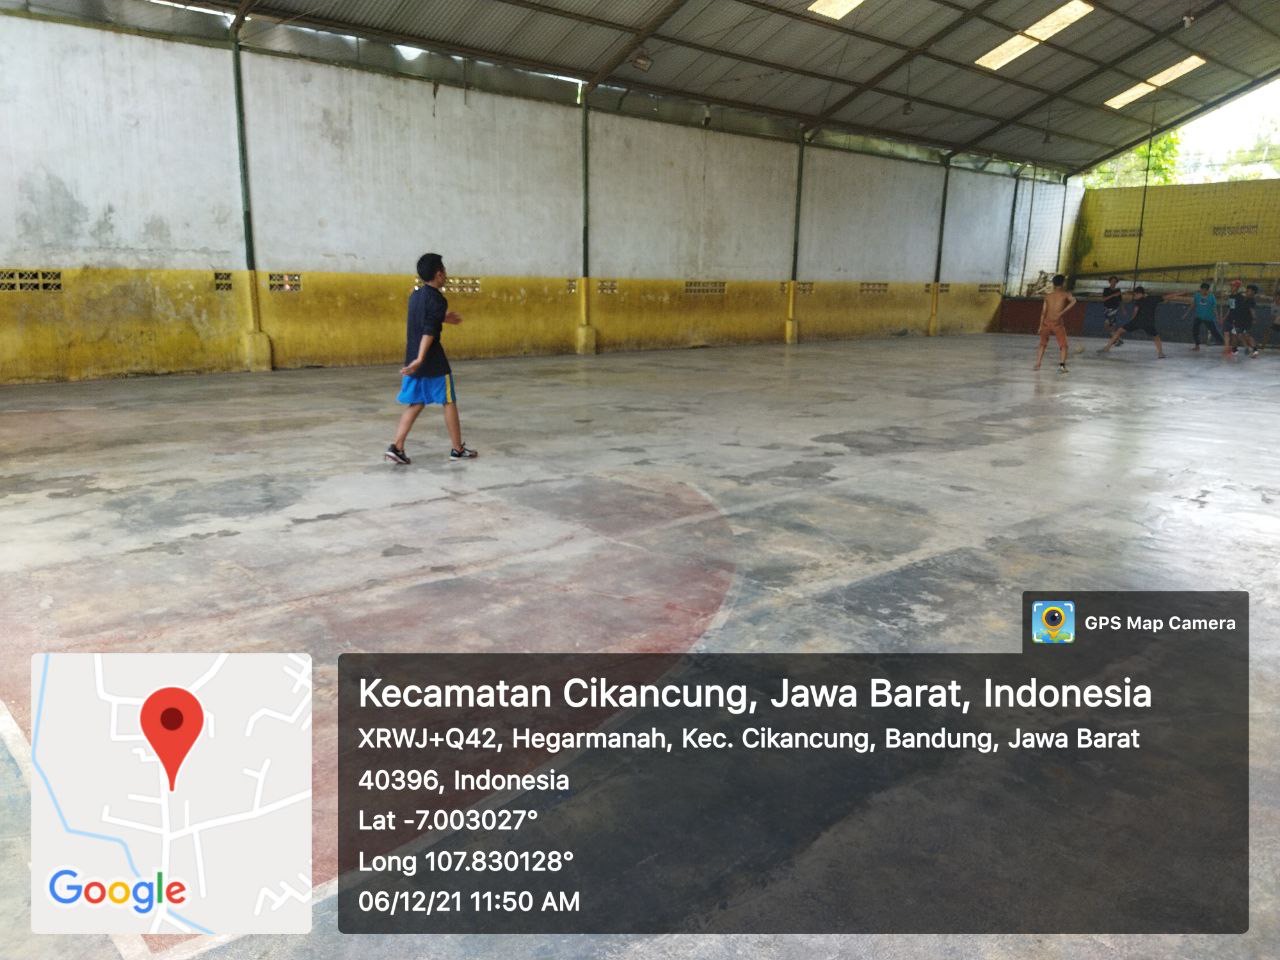 GPS Map Camera
Kecamatan Cikancung, Jawa Barat, Indonesia
XRWJ+Q42, Hegarmanah, Kec. Cikancung, Bandung, Jawa Barat
40396, Indonesia
Lat -7.003027°
Long 107.830128°
06/12/21 11:50 AM
Google